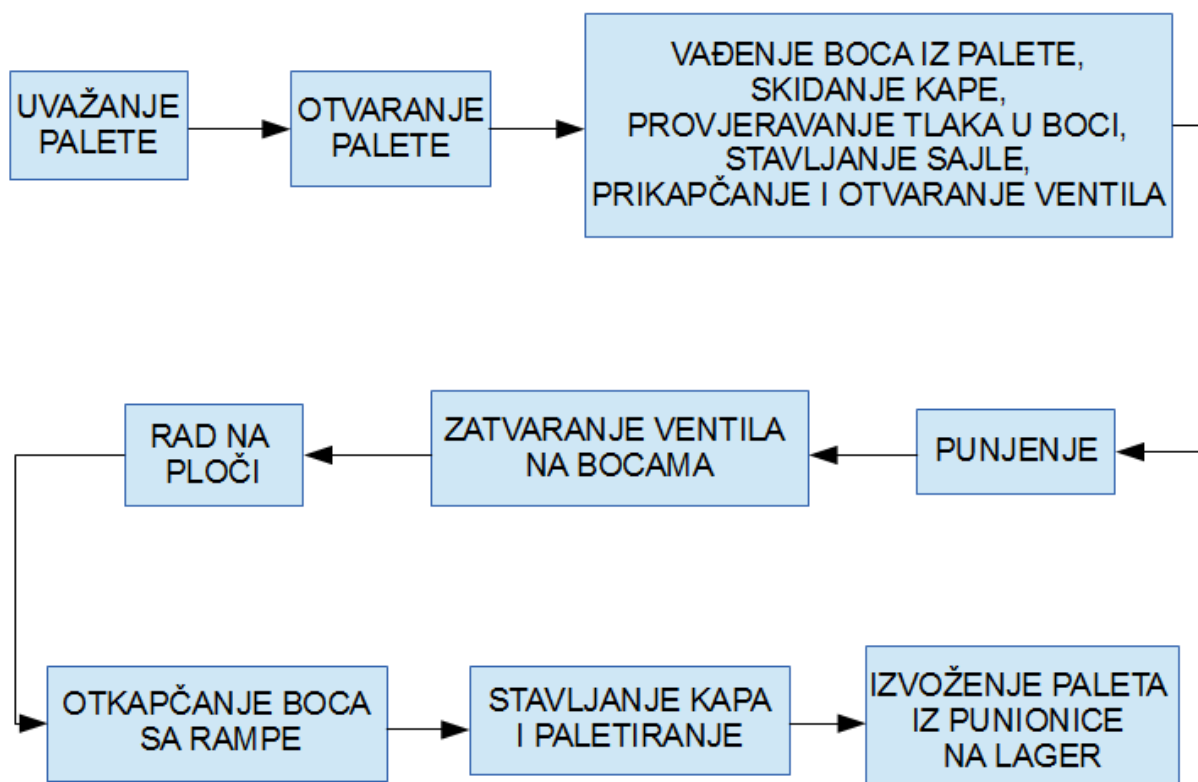 UVAŽANJE
PALETE
OTVARANJE
PALETE
VAĐENJE BOCA IZ PALETE,
SKIDANJE KAPE,
PROVJERAVANJE TLAKA U BOCI,
STAVLJANJE SAJLE,
PRIKAPČANJE I OTVARANJE VENTILA
PUNJENJE
ZATVARANJE VENTILA
NA BOCAMA
RAD NA
PLOČI
OTKAPČANJE BOCA
SA RAMPE
STAVLJANJE KAPA
I PALETIRANJE
IZVOŽENJE PALETA
IZ PUNIONICE
NA LAGER